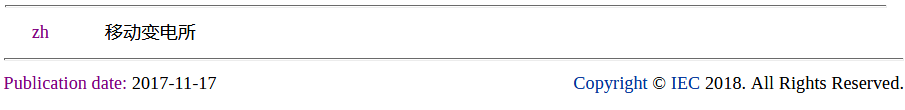 zh 移动变电所
Publication date: 2017-11-17 Copyright © IEC 2018. All Rights Reserved.